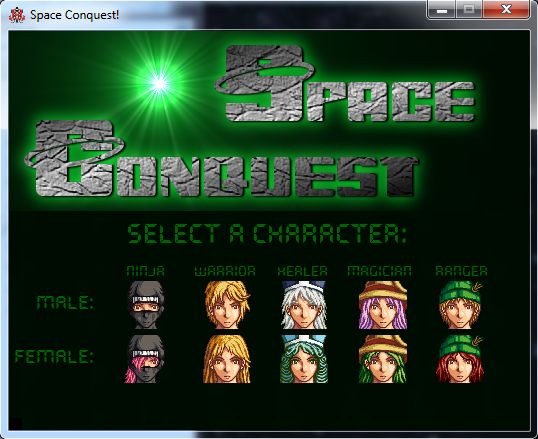 Space Conquest!
SPACE
CONQUEST
SELECT A CHARACTER:
NINJA WARRIOR HEALER MAGICIAN RANGER
MALE:
FEMALE: